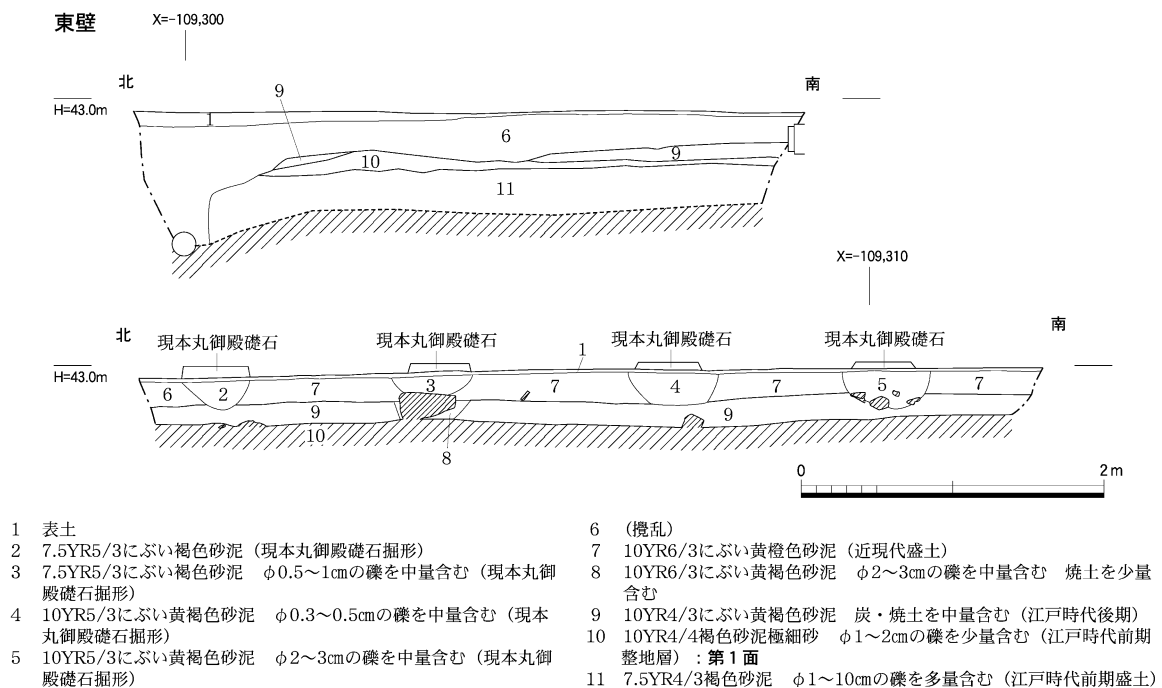 東壁
X=-109,300
北
南
H=43.0m
9
1
6
9
10
11
X=-109,310
北
南
現本丸御殿礎石
現本丸御殿礎石
現本丸御殿礎石
現本丸御殿礎石
1
H=43.0m
6 2 7 3 7 4 7 5 7
9 9
10
8
0 2m
1 表土
2 7.5YR5/3にぶい褐色砂泥(現本丸御殿礎石掘形)
3 7.5YR5/3にぶい褐色砂泥 φ0.5~1㎝の礫を中量含む(現本丸御
殿礎石掘形)
4 10YR5/3にぶい黄褐色砂泥 φ0.3~0.5㎝の礫を中量含む(現本
丸御殿礎石掘形)
5 10YR5/3にぶい黄褐色砂泥 φ2~3㎝の礫を中量含む(現本丸御
殿礎石掘形)
6 (攪乱)
7 10YR6/3にぶい黄橙色砂泥(近現代盛土)
8 10YR6/3にぶい黄褐色砂泥 φ2~3㎝の礫を中量含む 焼土を少量
含む
9 10YR4/3にぶい黄褐色砂泥 炭・焼土を中量含む(江戸時代後期)
10 10YR4/4褐色砂泥極細砂 φ1~2㎝の礫を少量含む(江戸時代前期
整地層):第1面
11 7.5YR4/3褐色砂泥 φ1~10㎝の礫を多量含む(江戸時代前期盛土)